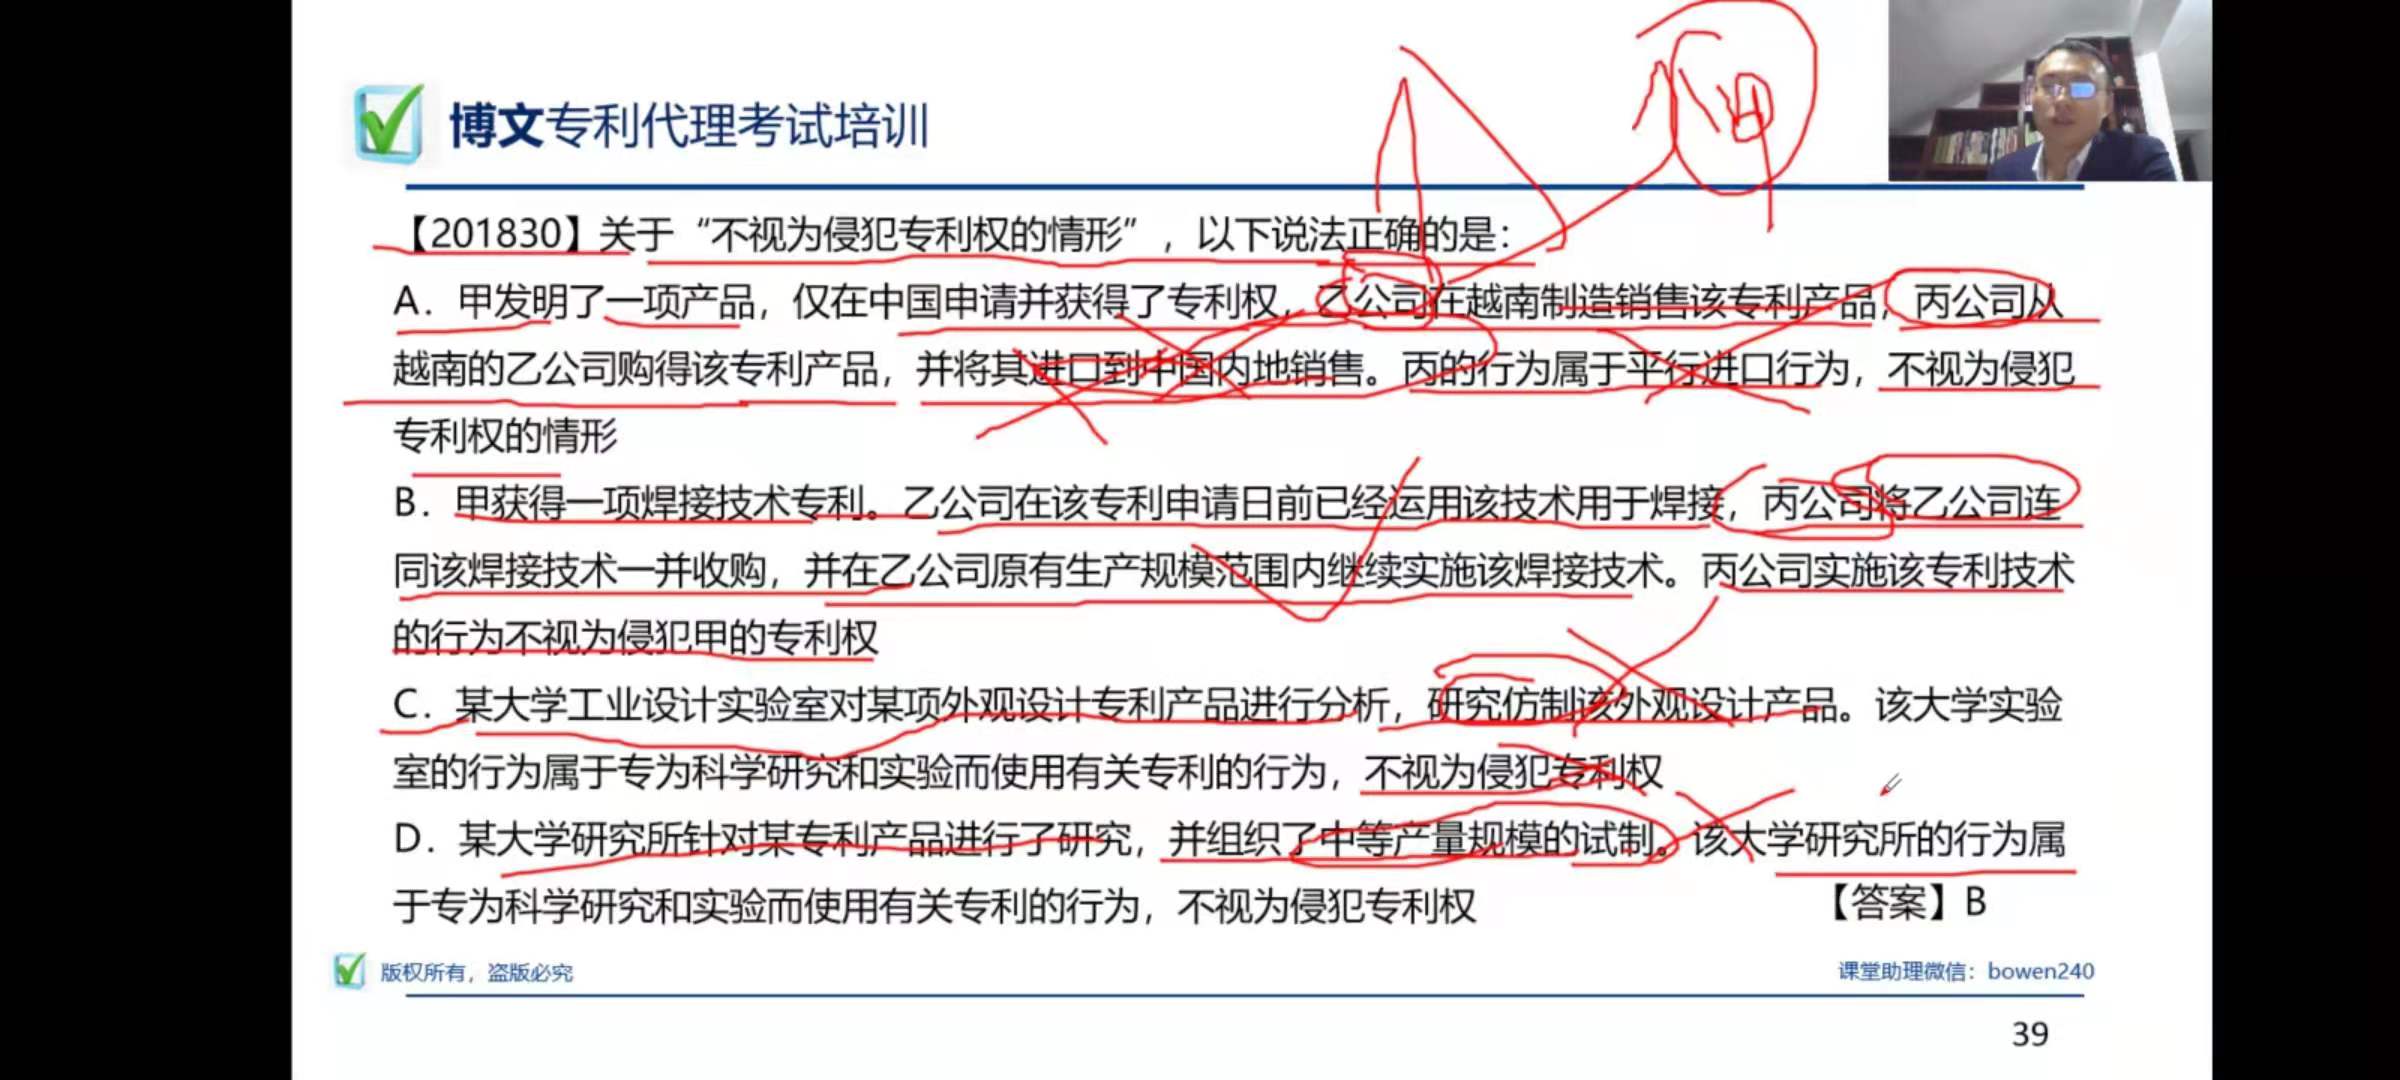 博文专利代理考试培训
甲
【201830】关于“不视为侵犯专利权的情形”，以下说法正确的是：
A．甲发明了一项产品，仅在中国申请并获得了专利权，乙公司在越南制造销售该专利产品，丙公司从
越南的乙公司购得该专利产品，并将其进口到中国内地销售。丙的行为属于平行进口行为，不视为侵犯
专利权的情形
B．甲获得一项焊接技术专利。乙公司在该专利申请日前已经运用该技术用于焊接，丙公司将乙公司连
同该焊接技术一并收购，并在乙公司原有生产规模范围内继续实施该焊接技术。丙公司实施该专利技术
的行为不视为侵犯甲的专利权
C．某大学工业设计实验室对某项外观设计专利产品进行分析，研究仿制该外观设计产品。该大学实验
室的行为属于专为科学研究和实验而使用有关专利的行为，不视为侵犯专利权
D．某大学研究所针对某专利产品进行了研究，并组织了中等产量规模的试制。该大学研究所的行为属
于专为科学研究和实验而使用有关专利的行为，不视为侵犯专利权
【答案】B
版权所有，盗版必究
课堂助理微信：bowen240
39